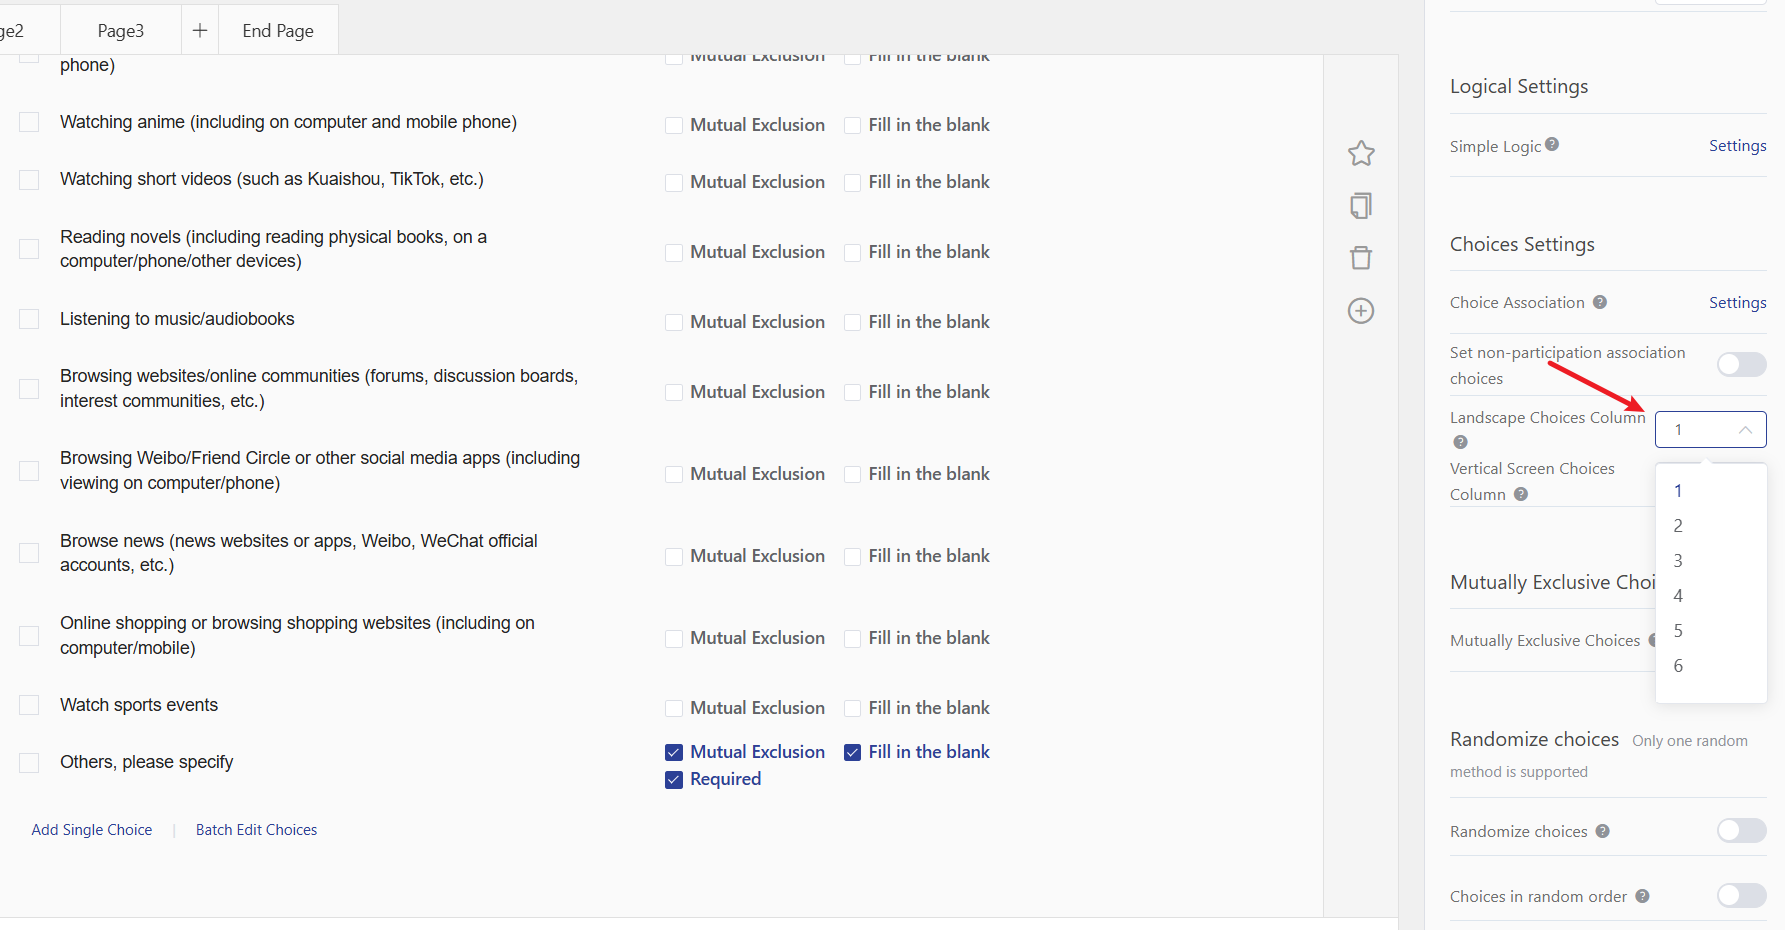 ge2
Page3
End Page
phone)
Mutual Exclusion
Fill in the blank
Watching anime (including on computer and mobile phone)
Mutual Exclusion
Fill in the blank
Watching short videos (such as Kuaishou, TikTok, etc.)
Mutual Exclusion
Fill in the blank
Reading novels (including reading physical books, on a
computer/phone/other devices)
Mutual Exclusion
Fill in the blank
Listening to music/audiobooks
Mutual Exclusion
Fill in the blank
Browsing websites/online communities (forums, discussion boards,
interest communities, etc.)
Mutual Exclusion
Fill in the blank
Browsing Weibo/Friend Circle or other social media apps (including
viewing on computer/phone)
Mutual Exclusion
Fill in the blank
Browse news (news websites or apps, Weibo, WeChat official
accounts, etc.)
Mutual Exclusion
Fill in the blank
Online shopping or browsing shopping websites (including on
computer/mobile)
Mutual Exclusion
Fill in the blank
Watch sports events
Mutual Exclusion
Fill in the blank
Others, please specify
Mutual Exclusion
Fill in the blank
Required
Add Single Choice
Batch Edit Choices
Logical Settings
Simple Logic
Settings
Choices Settings
Choice Association
Settings
Set non-participation association
choices
Landscape Choices Column
1
Vertical Screen Choices
Column
1
2
3
4
5
6
Mutually Exclusive Choi
Mutually Exclusive Choices
Randomize choices Only one random
method is supported
Randomize choices
Choices in random order